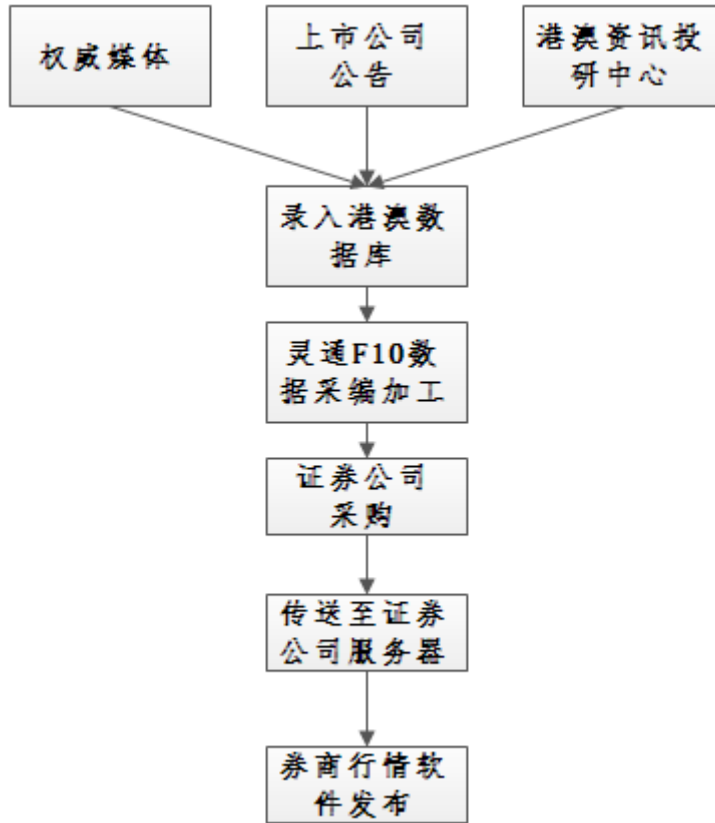 权威媒体
上市公司
公告
港澳资讯投
研中心
录入港澳数
据库
灵通F10数
据采编加工
证券公司
采购
传送至证券
公司服务器
券商行情软
件发布